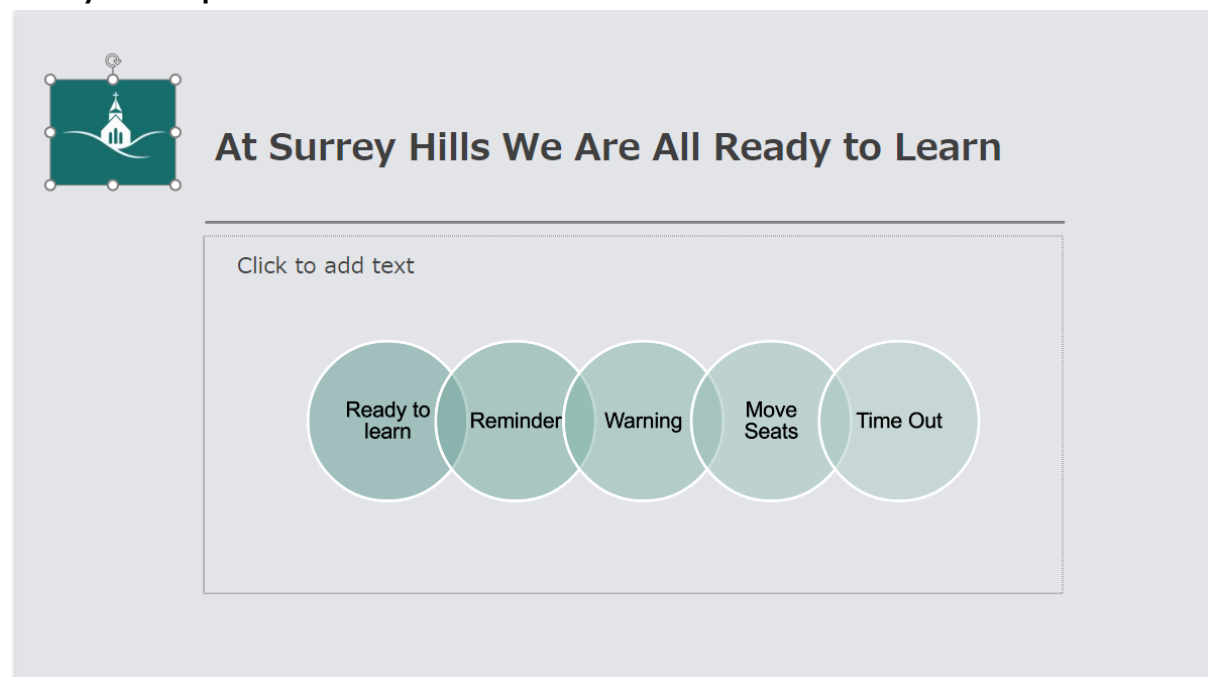 At Surrey Hills We Are All Ready to Learn
Click to add text
Ready to
learn
Reminder
Warning
Move
Seats
Time Out